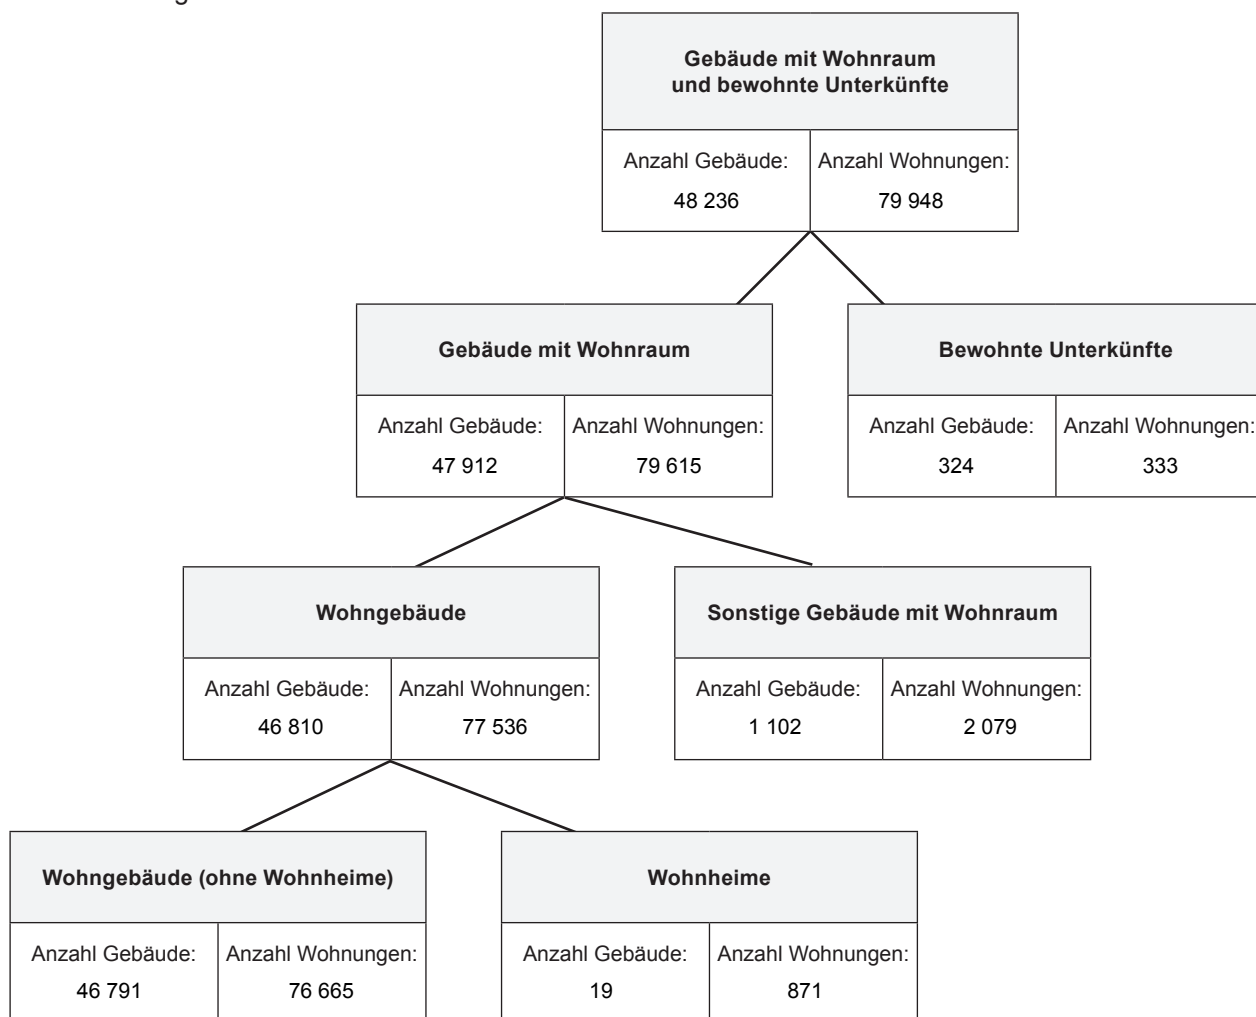 Gebäude mit Wohnraum
und bewohnte Unterkünfte
Anzahl Gebäude: Anzahl Wohnungen:
48 236 79 948
Gebäude mit Wohnraum
Anzahl Gebäude: Anzahl Wohnungen:
47 912 79 615
Bewohnte Unterkünfte
Anzahl Gebäude: Anzahl Wohnungen:
324 333
Wohngebäude
Anzahl Gebäude: Anzahl Wohnungen:
46 810 77 536
Sonstige Gebäude mit Wohnraum
Anzahl Gebäude: Anzahl Wohnungen:
1 102 2 079
Wohngebäude (ohne Wohnheime)
Anzahl Gebäude: Anzahl Wohnungen:
46 791 76 665
Wohnheime
Anzahl Gebäude: Anzahl Wohnungen:
19 871